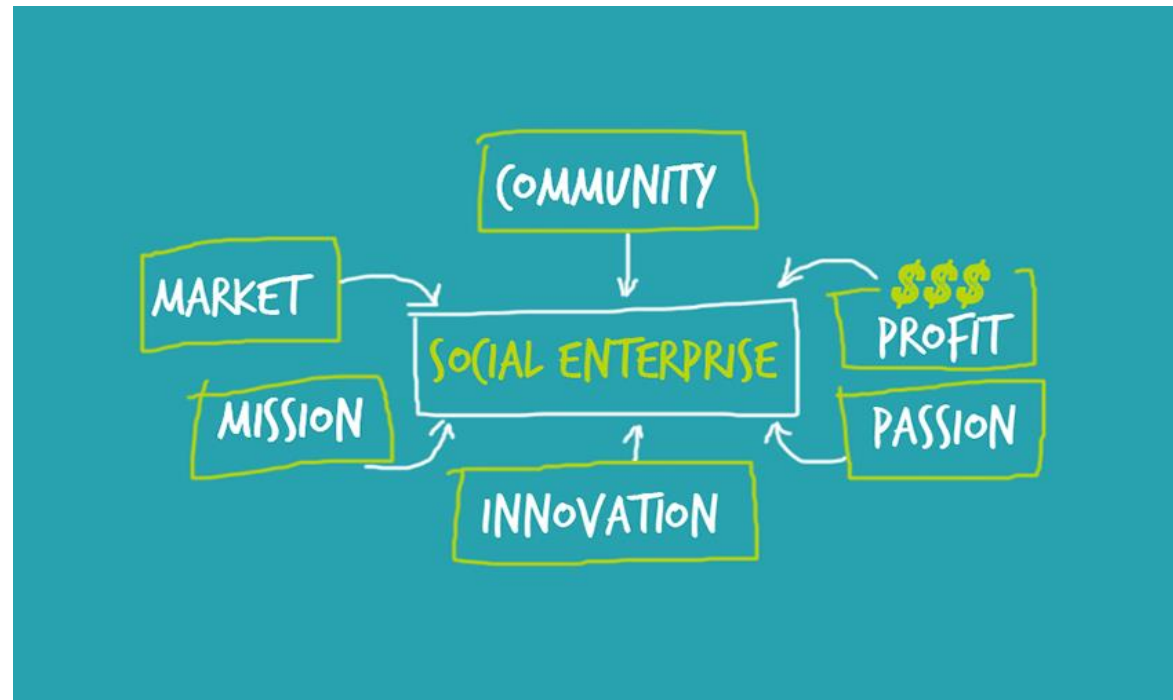 COMMUNITY
MARKET
$$$
PROFIT
SOCIAL ENTERPRISE
MISSION
PASSION
INNOVATION